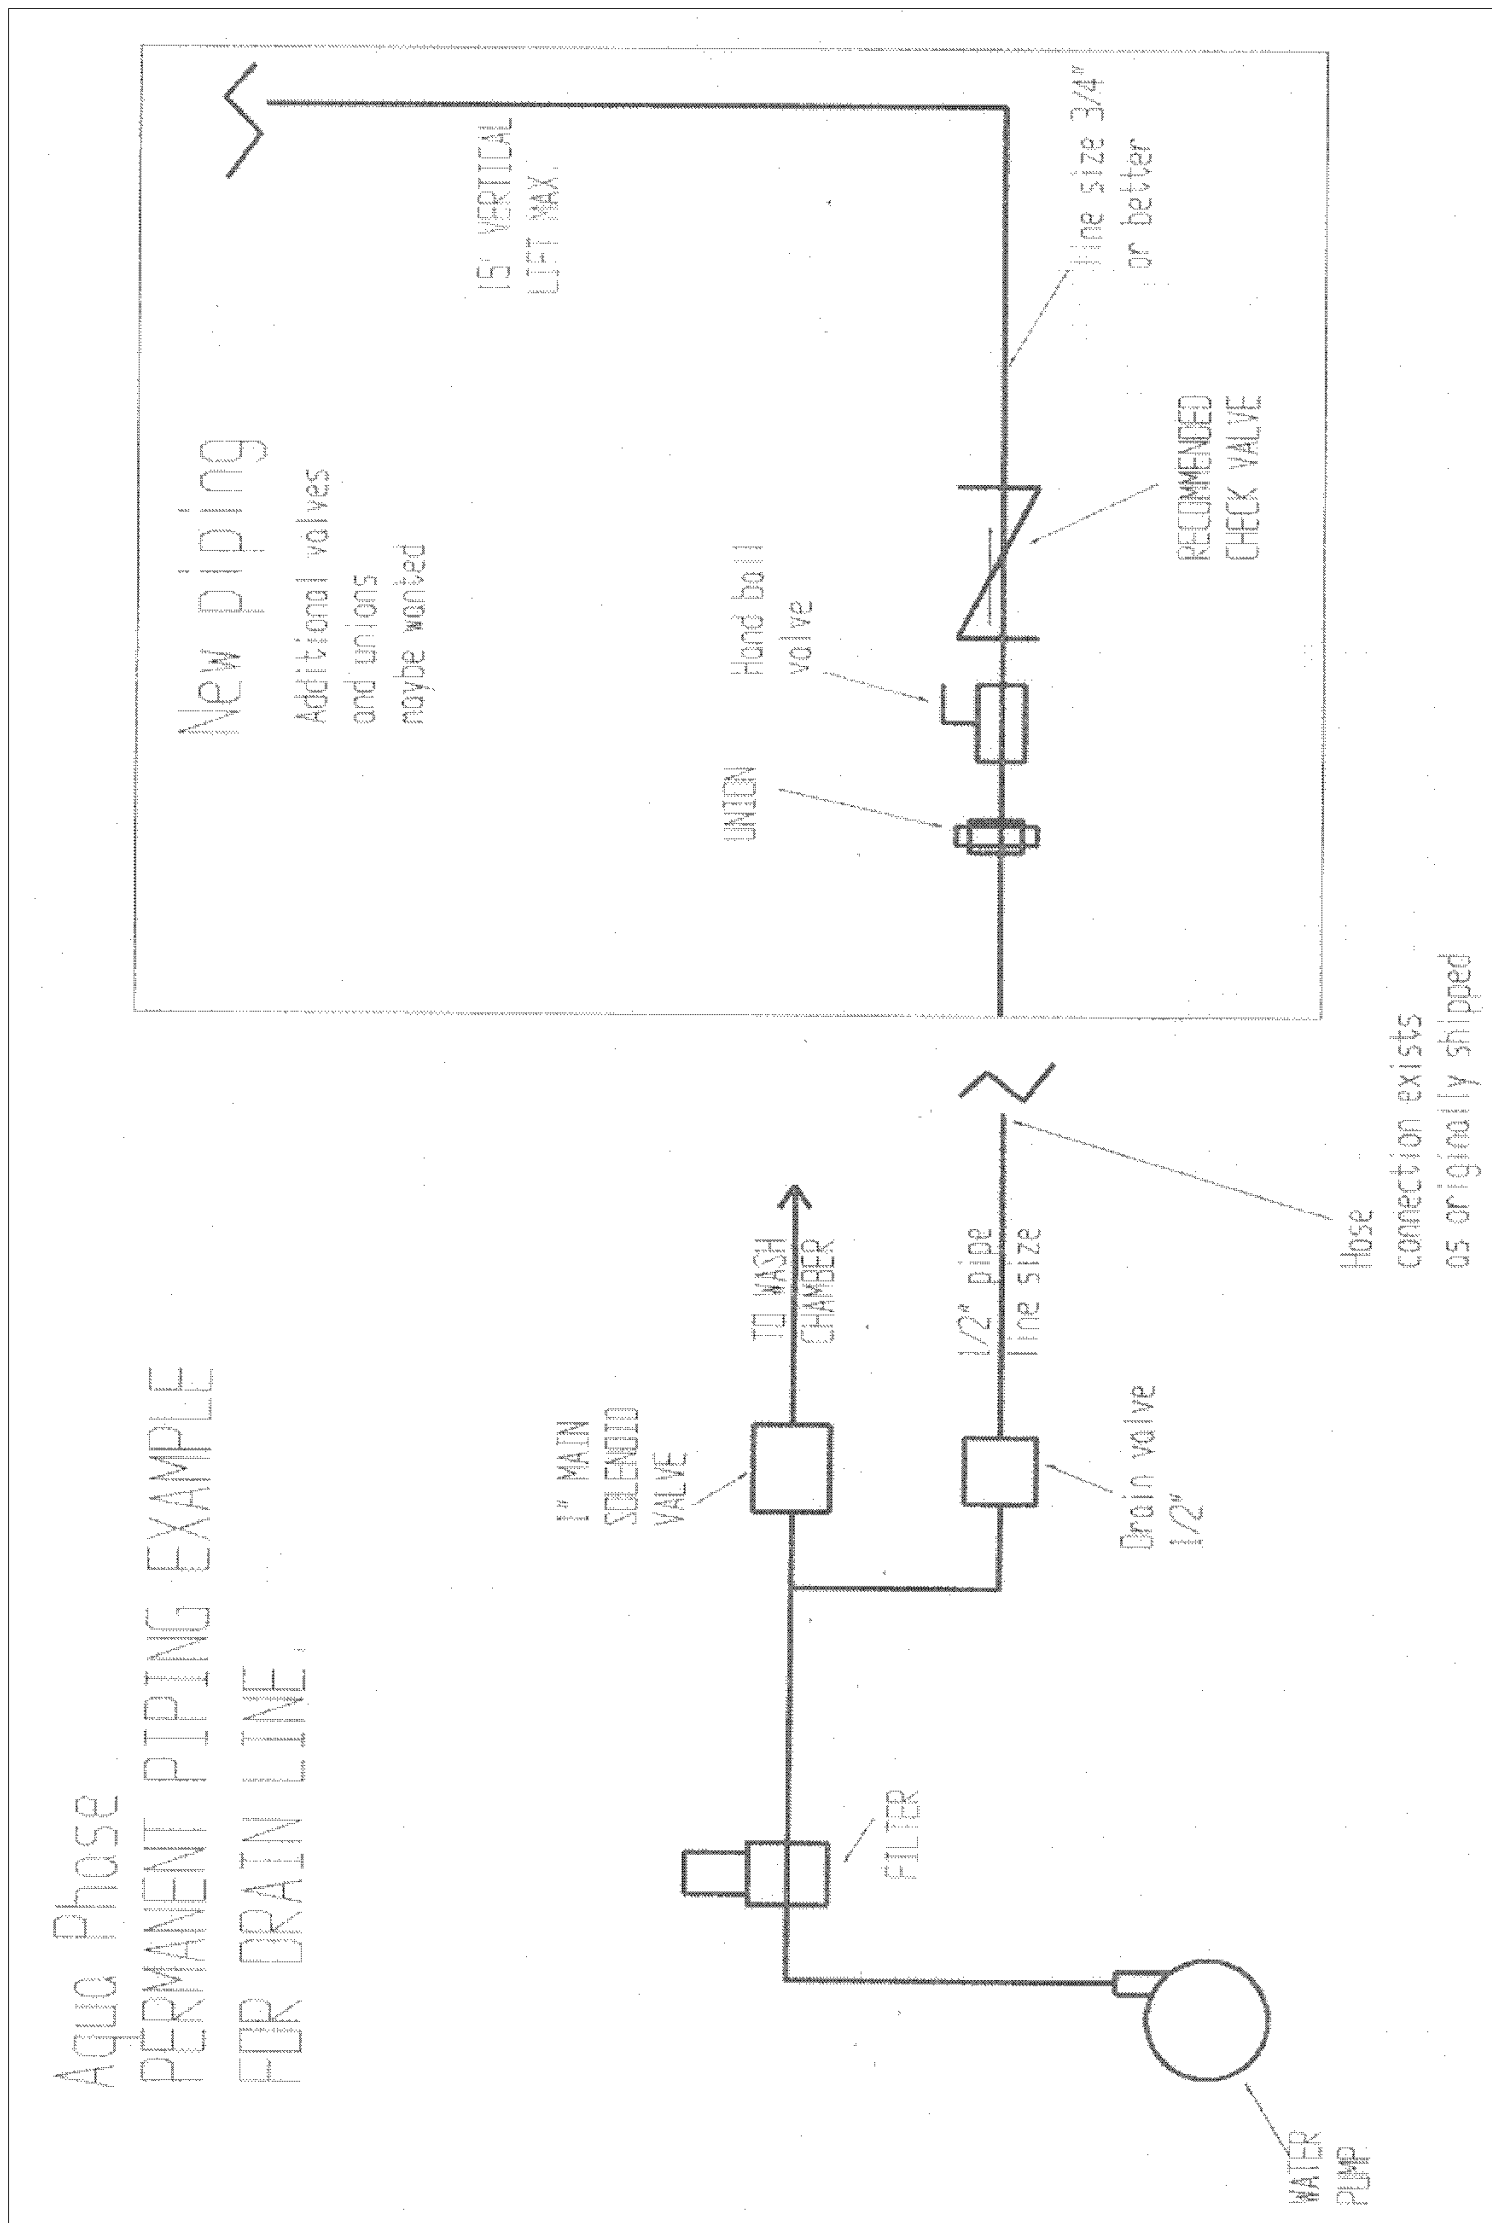 Aqua Phase
PERMANENT PIPING EXAMPLE
FOR DRAIN LINE.
New piping
Additional valves
and unions
maybe wanted
15' VERTICAL
LIFT MAX.
1" MAIN
SOLENOID
VALVE
TO WASH
CHAMBER
UNION
Hand ball
valve
FILTER
1/2" pipe
line size
line size 3/4"
or better
Drain valve
1/2"
RECOMMENDED
CHECK VALVE
WATER
PUMP
Hose
connection exists
as originally shipped